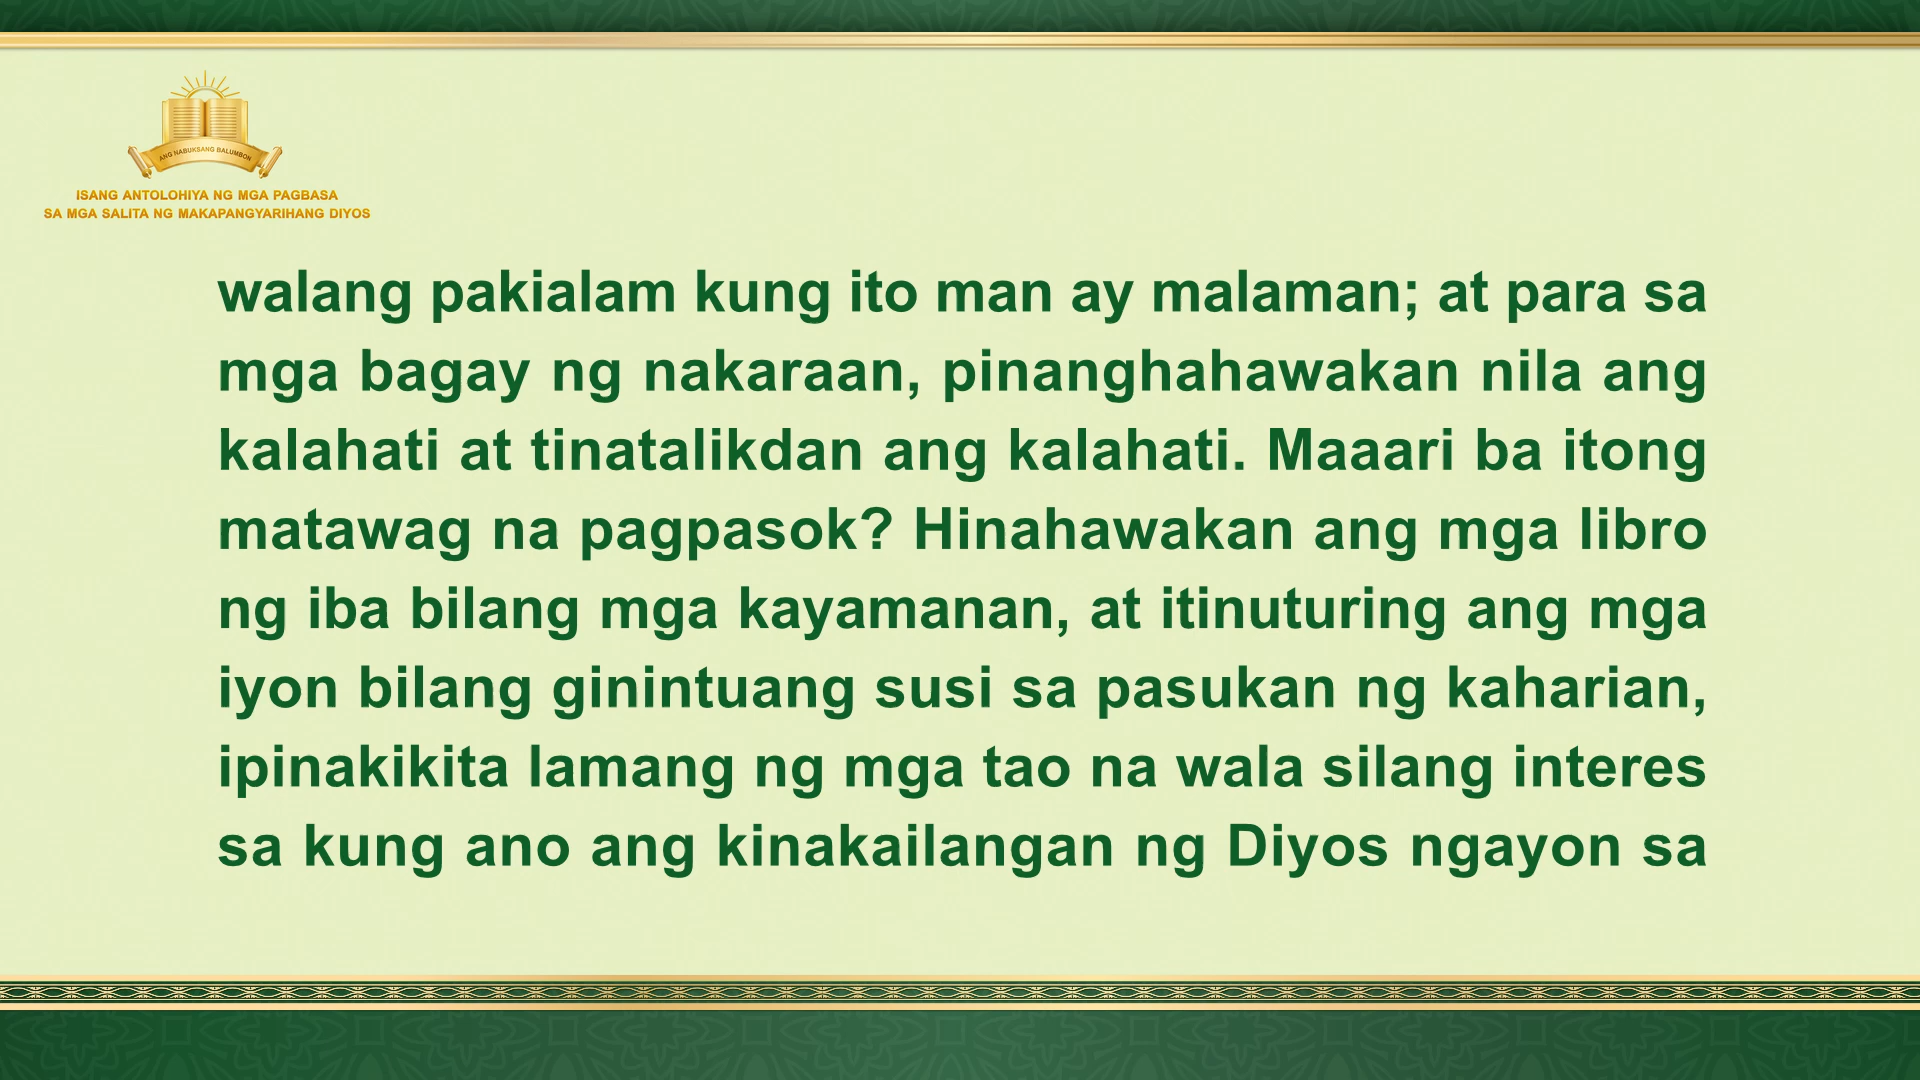 ANG NABUKSANG BALUMBON
ISANG ANTOLOHIYA NG MGA PAGBASA
SA MGA SALITA NG MAKAPANGYARIHANG DIYOS
walang pakialam kung ito man ay malaman; at para sa
mga bagay ng nakaraan, pinanghahawakan nila ang
kalahati at tinatalikdan ang kalahati. Maaari ba itong
matawag na pagpasok? Hinahawakan ang mga libro
ng iba bilang mga kayamanan, at itinuturing ang mga
iyon bilang ginintuang susi sa pasukan ng kaharian,
ipinakikita lamang ng mga tao na wala silang interes
sa kung ano ang kinakailangan ng Diyos ngayon sa